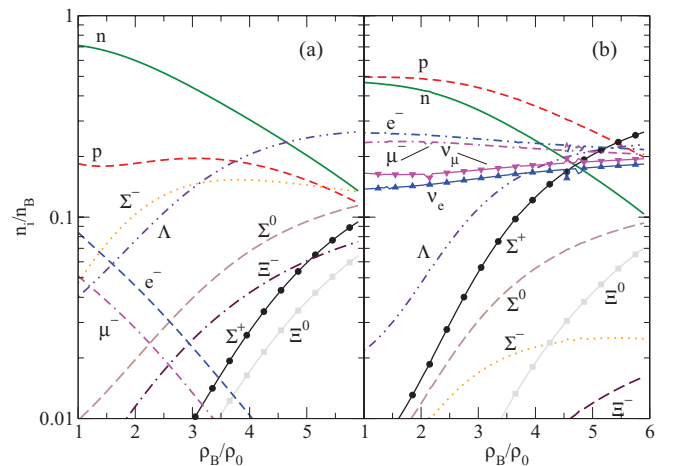 1
(a)
(b)
n
p
p
n
e⁻
μ⁻
ν_μ
ν_e
Σ⁻
Λ
Σ⁰
Ξ⁻
e⁻
μ⁻
Σ⁺
Ξ⁰
Λ
Σ⁺
Σ⁰
Ξ⁰
Σ⁻
Ξ⁻
n_i/n_B
0.1
0.01
1 2 3 4 5 1 2 3 4 5 6
ρ_B/ρ_0 ρ_B/ρ_0